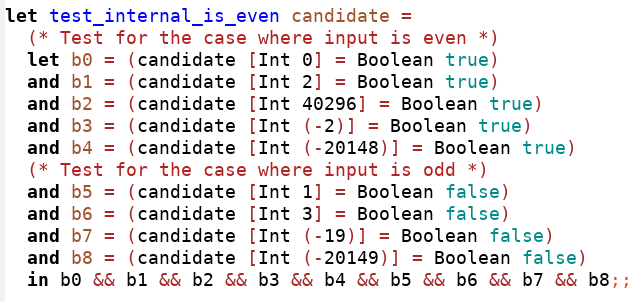 let test_internal_is_even candidate =
  (* Test for the case where input is even *)
  let b0 = (candidate [Int 0] = Boolean true)
  and b1 = (candidate [Int 2] = Boolean true)
  and b2 = (candidate [Int 40296] = Boolean true)
  and b3 = (candidate [Int (-2)] = Boolean true)
  and b4 = (candidate [Int (-20148)] = Boolean true)
  (* Test for the case where input is odd *)
  and b5 = (candidate [Int 1] = Boolean false)
  and b6 = (candidate [Int 3] = Boolean false)
  and b7 = (candidate [Int (-19)] = Boolean false)
  and b8 = (candidate [Int (-20149)] = Boolean false)
  in b0 && b1 && b2 && b3 && b4 && b5 && b6 && b7 && b8;;